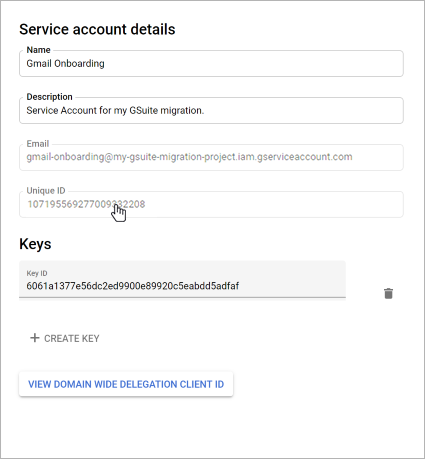 Service account details
Name
Gmail Onboarding
Description
Service Account for my GSuite migration.
Email
gmail-onboarding@my-gsuite-migration-project.iam.gserviceaccount.com
Unique ID
Keys
Key ID
6061a1377e56dc2ed9900e89920c5eabdd5adfaf
+ CREATE KEY
VIEW DOMAIN WIDE DELEGATION CLIENT ID